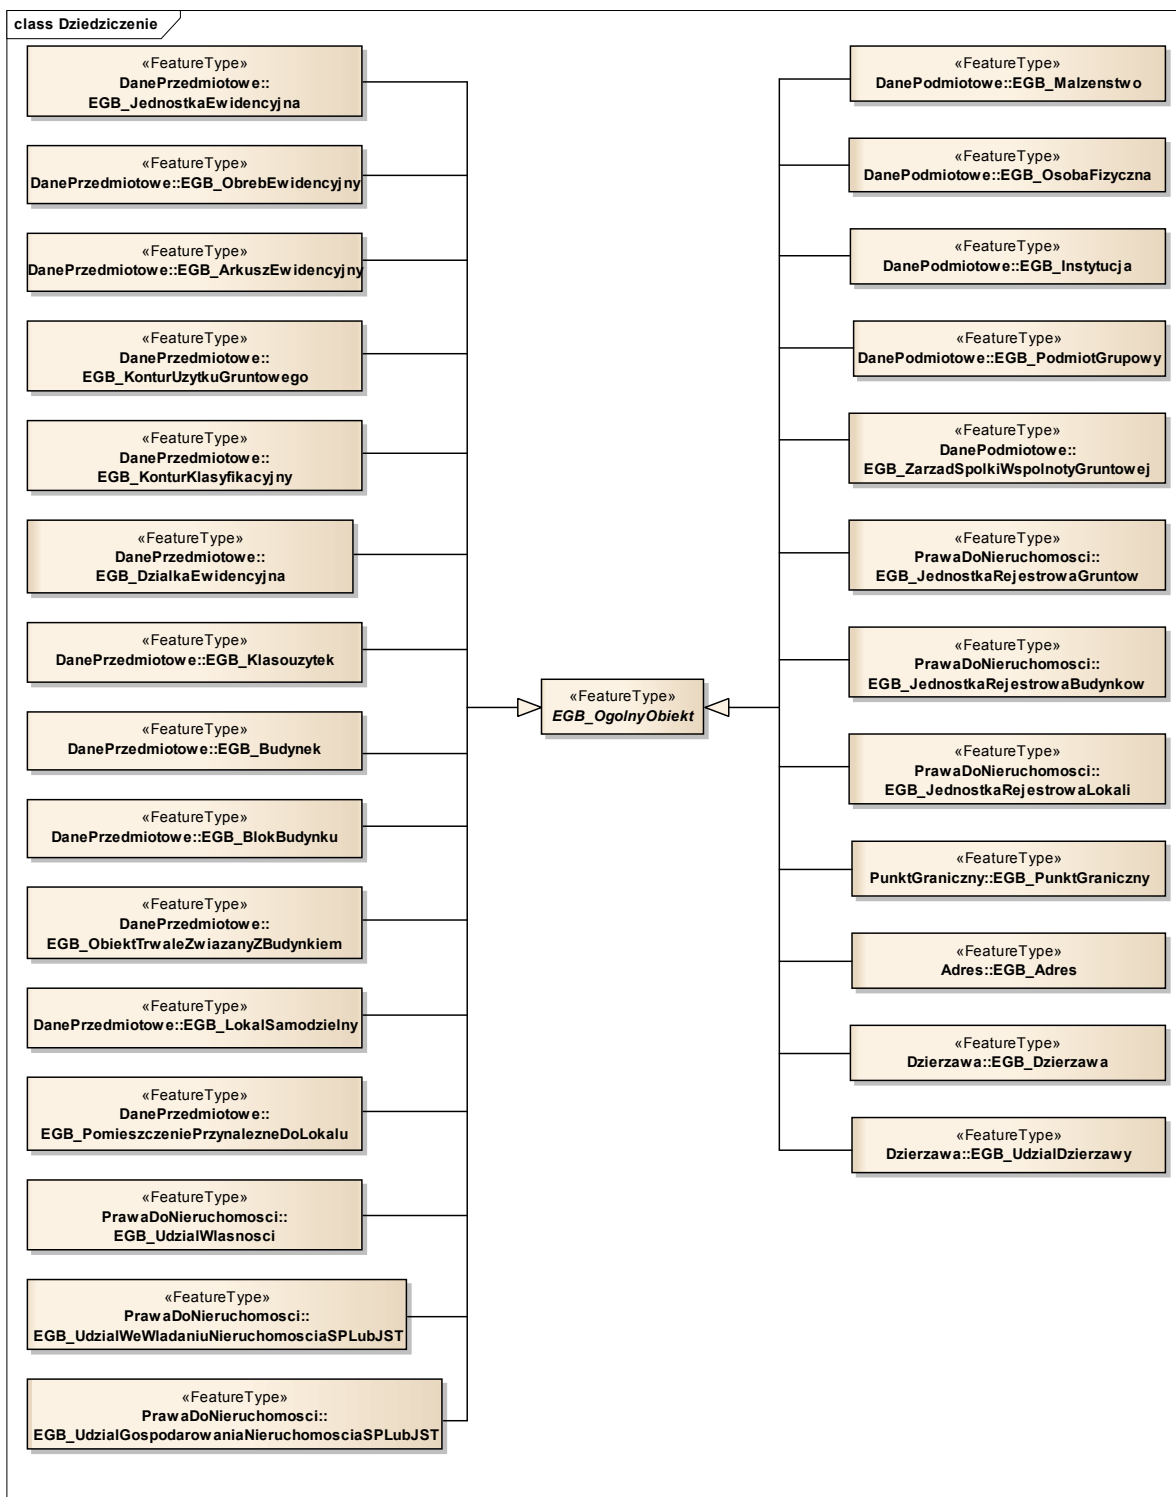 class Dziedziczenie
«FeatureType»
DanePrzedmiotowe::
EGB_JednostkaEwidencyjna
«FeatureType»
DanePrzedmiotowe::EGB_ObrebEwidencyjny
«FeatureType»
DanePrzedmiotowe::EGB_ArkuszEwidencyjny
«FeatureType»
DanePrzedmiotowe::
EGB_KonturUzytkuGruntowego
«FeatureType»
DanePrzedmiotowe::
EGB_KonturKlasyfikacyjny
«FeatureType»
DanePrzedmiotowe::
EGB_DzialkaEwidencyjna
«FeatureType»
DanePrzedmiotowe::EGB_Klasouzytek
«FeatureType»
DanePrzedmiotowe::EGB_Budynek
«FeatureType»
DanePrzedmiotowe::EGB_BlokBudynku
«FeatureType»
DanePrzedmiotowe::
EGB_ObiektTrwaleZwiazanyZBudynkiem
«FeatureType»
DanePrzedmiotowe::EGB_LokalSamodzielny
«FeatureType»
DanePrzedmiotowe::
EGB_PomieszczeniePrzynalezneDoLokalu
«FeatureType»
PrawaDoNieruchomosci::
EGB_UdzialWlasnosci
«FeatureType»
PrawaDoNieruchomosci::
EGB_UdzialWeWladaniuNieruchomosciaSPLubJST
«FeatureType»
PrawaDoNieruchomosci::
EGB_UdzialGospodarowaniaNieruchomosciaSPLubJST
«FeatureType»
EGB_OgolnyObiekt
«FeatureType»
DanePodmiotowe::EGB_Malzenstwo
«FeatureType»
DanePodmiotowe::EGB_OsobaFizyczna
«FeatureType»
DanePodmiotowe::EGB_Instytucja
«FeatureType»
DanePodmiotowe::EGB_PodmiotGrupowy
«FeatureType»
DanePodmiotowe::
EGB_ZarzadSpolkiWspolnotyGruntowej
«FeatureType»
PrawaDoNieruchomosci::
EGB_JednostkaRejestrowaGruntow
«FeatureType»
PrawaDoNieruchomosci::
EGB_JednostkaRejestrowaBudynkow
«FeatureType»
PrawaDoNieruchomosci::
EGB_JednostkaRejestrowaLokali
«FeatureType»
PunktGraniczny::EGB_PunktGraniczny
«FeatureType»
Adres::EGB_Adres
«FeatureType»
Dzierzawa::EGB_Dzierzawa
«FeatureType»
Dzierzawa::EGB_UdzialDzierzawy